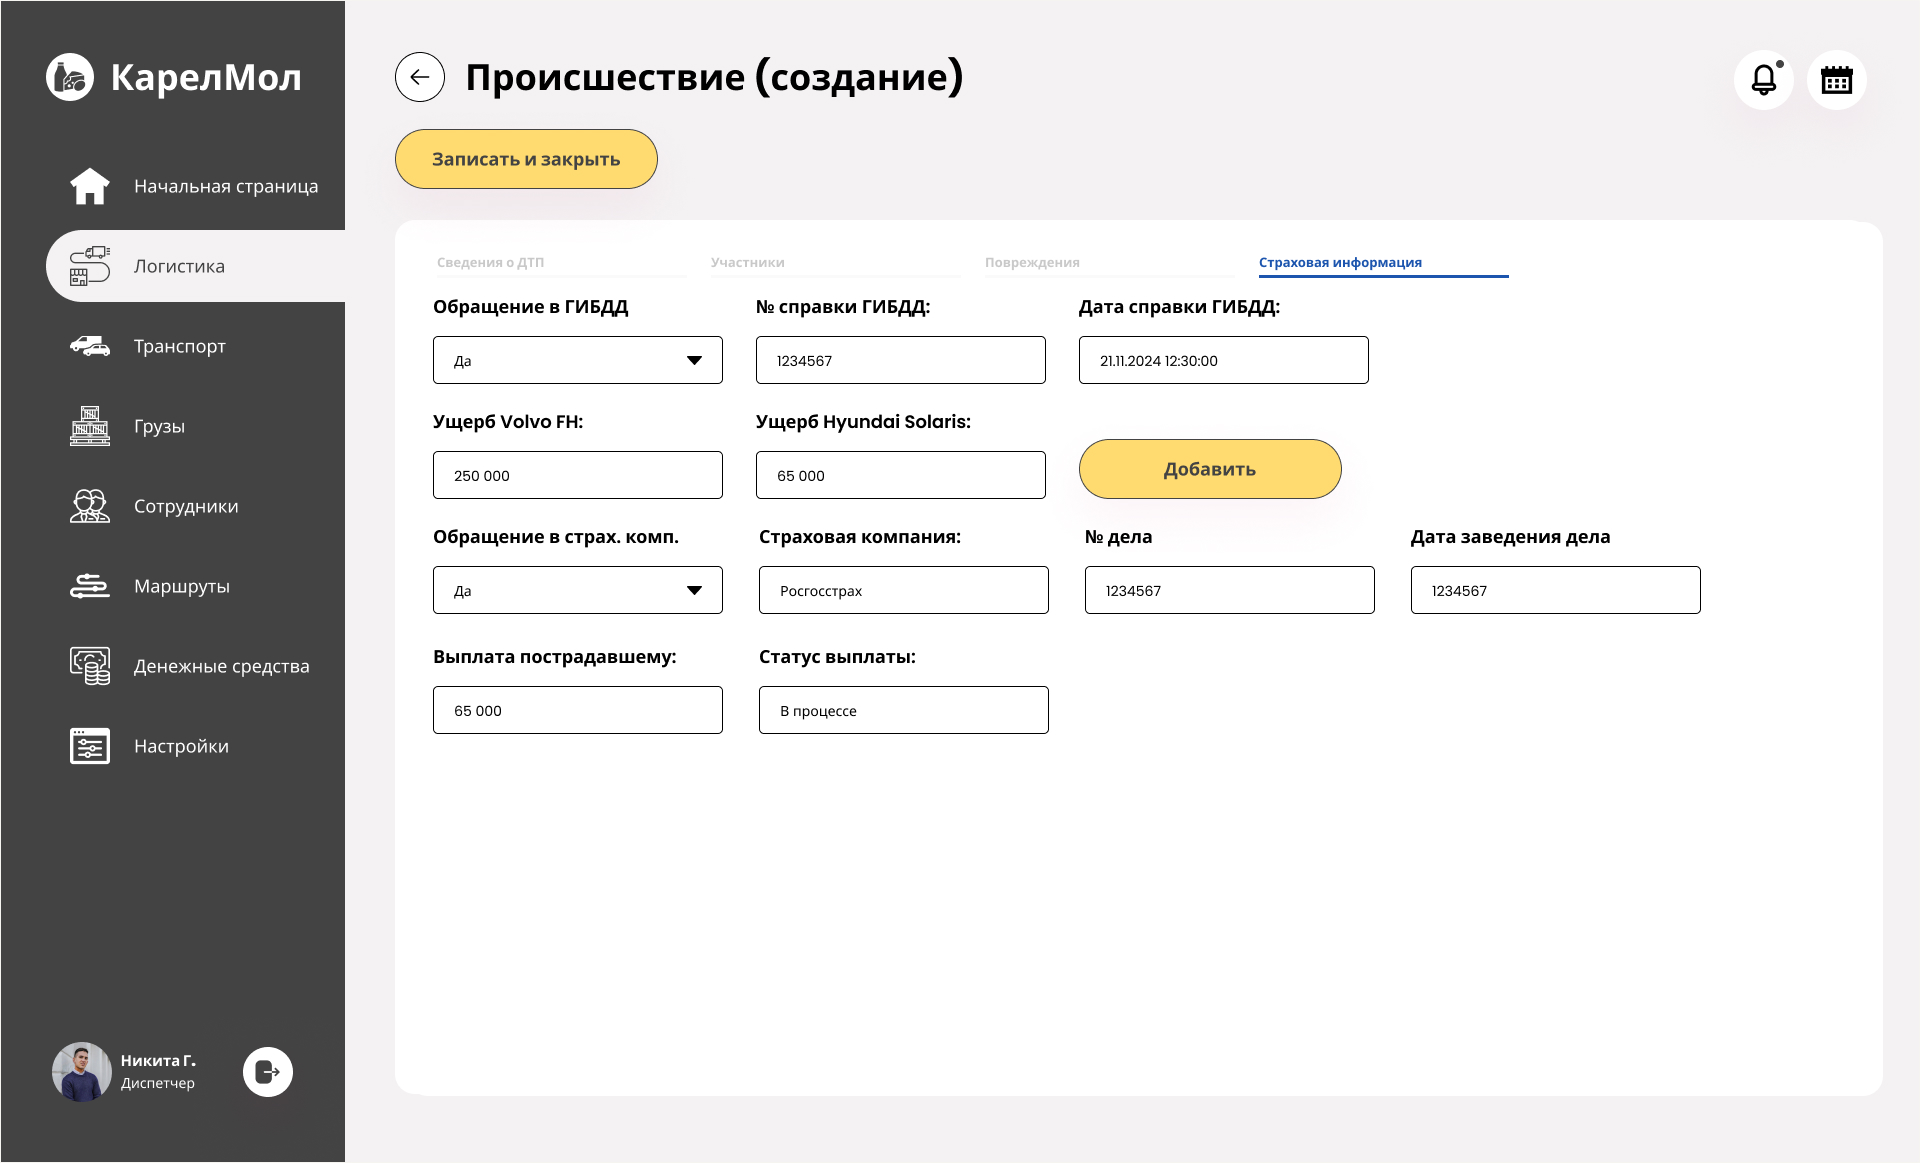 КарелМол
Начальная страница
Логистика
Транспорт
Грузы
Сотрудники
Маршруты
Денежные средства
Настройки
Никита Г.
Диспетчер
Происшествие (создание)
Записать и закрыть
Сведения о ДТП Участники Повреждения Страховая информация
Обращение в ГИБДД № справки ГИБДД: Дата справки ГИБДД:
Да 1234567 21.11.2024 12:30:00
Ущерб Volvo FH: Ущерб Hyundai Solaris:
250 000 65 000 Добавить
Обращение в страх. комп. Страховая компания: № дела Дата заведения дела
Да Росгосстрах 1234567 1234567
Выплата пострадавшему: Статус выплаты:
65 000 В процессе